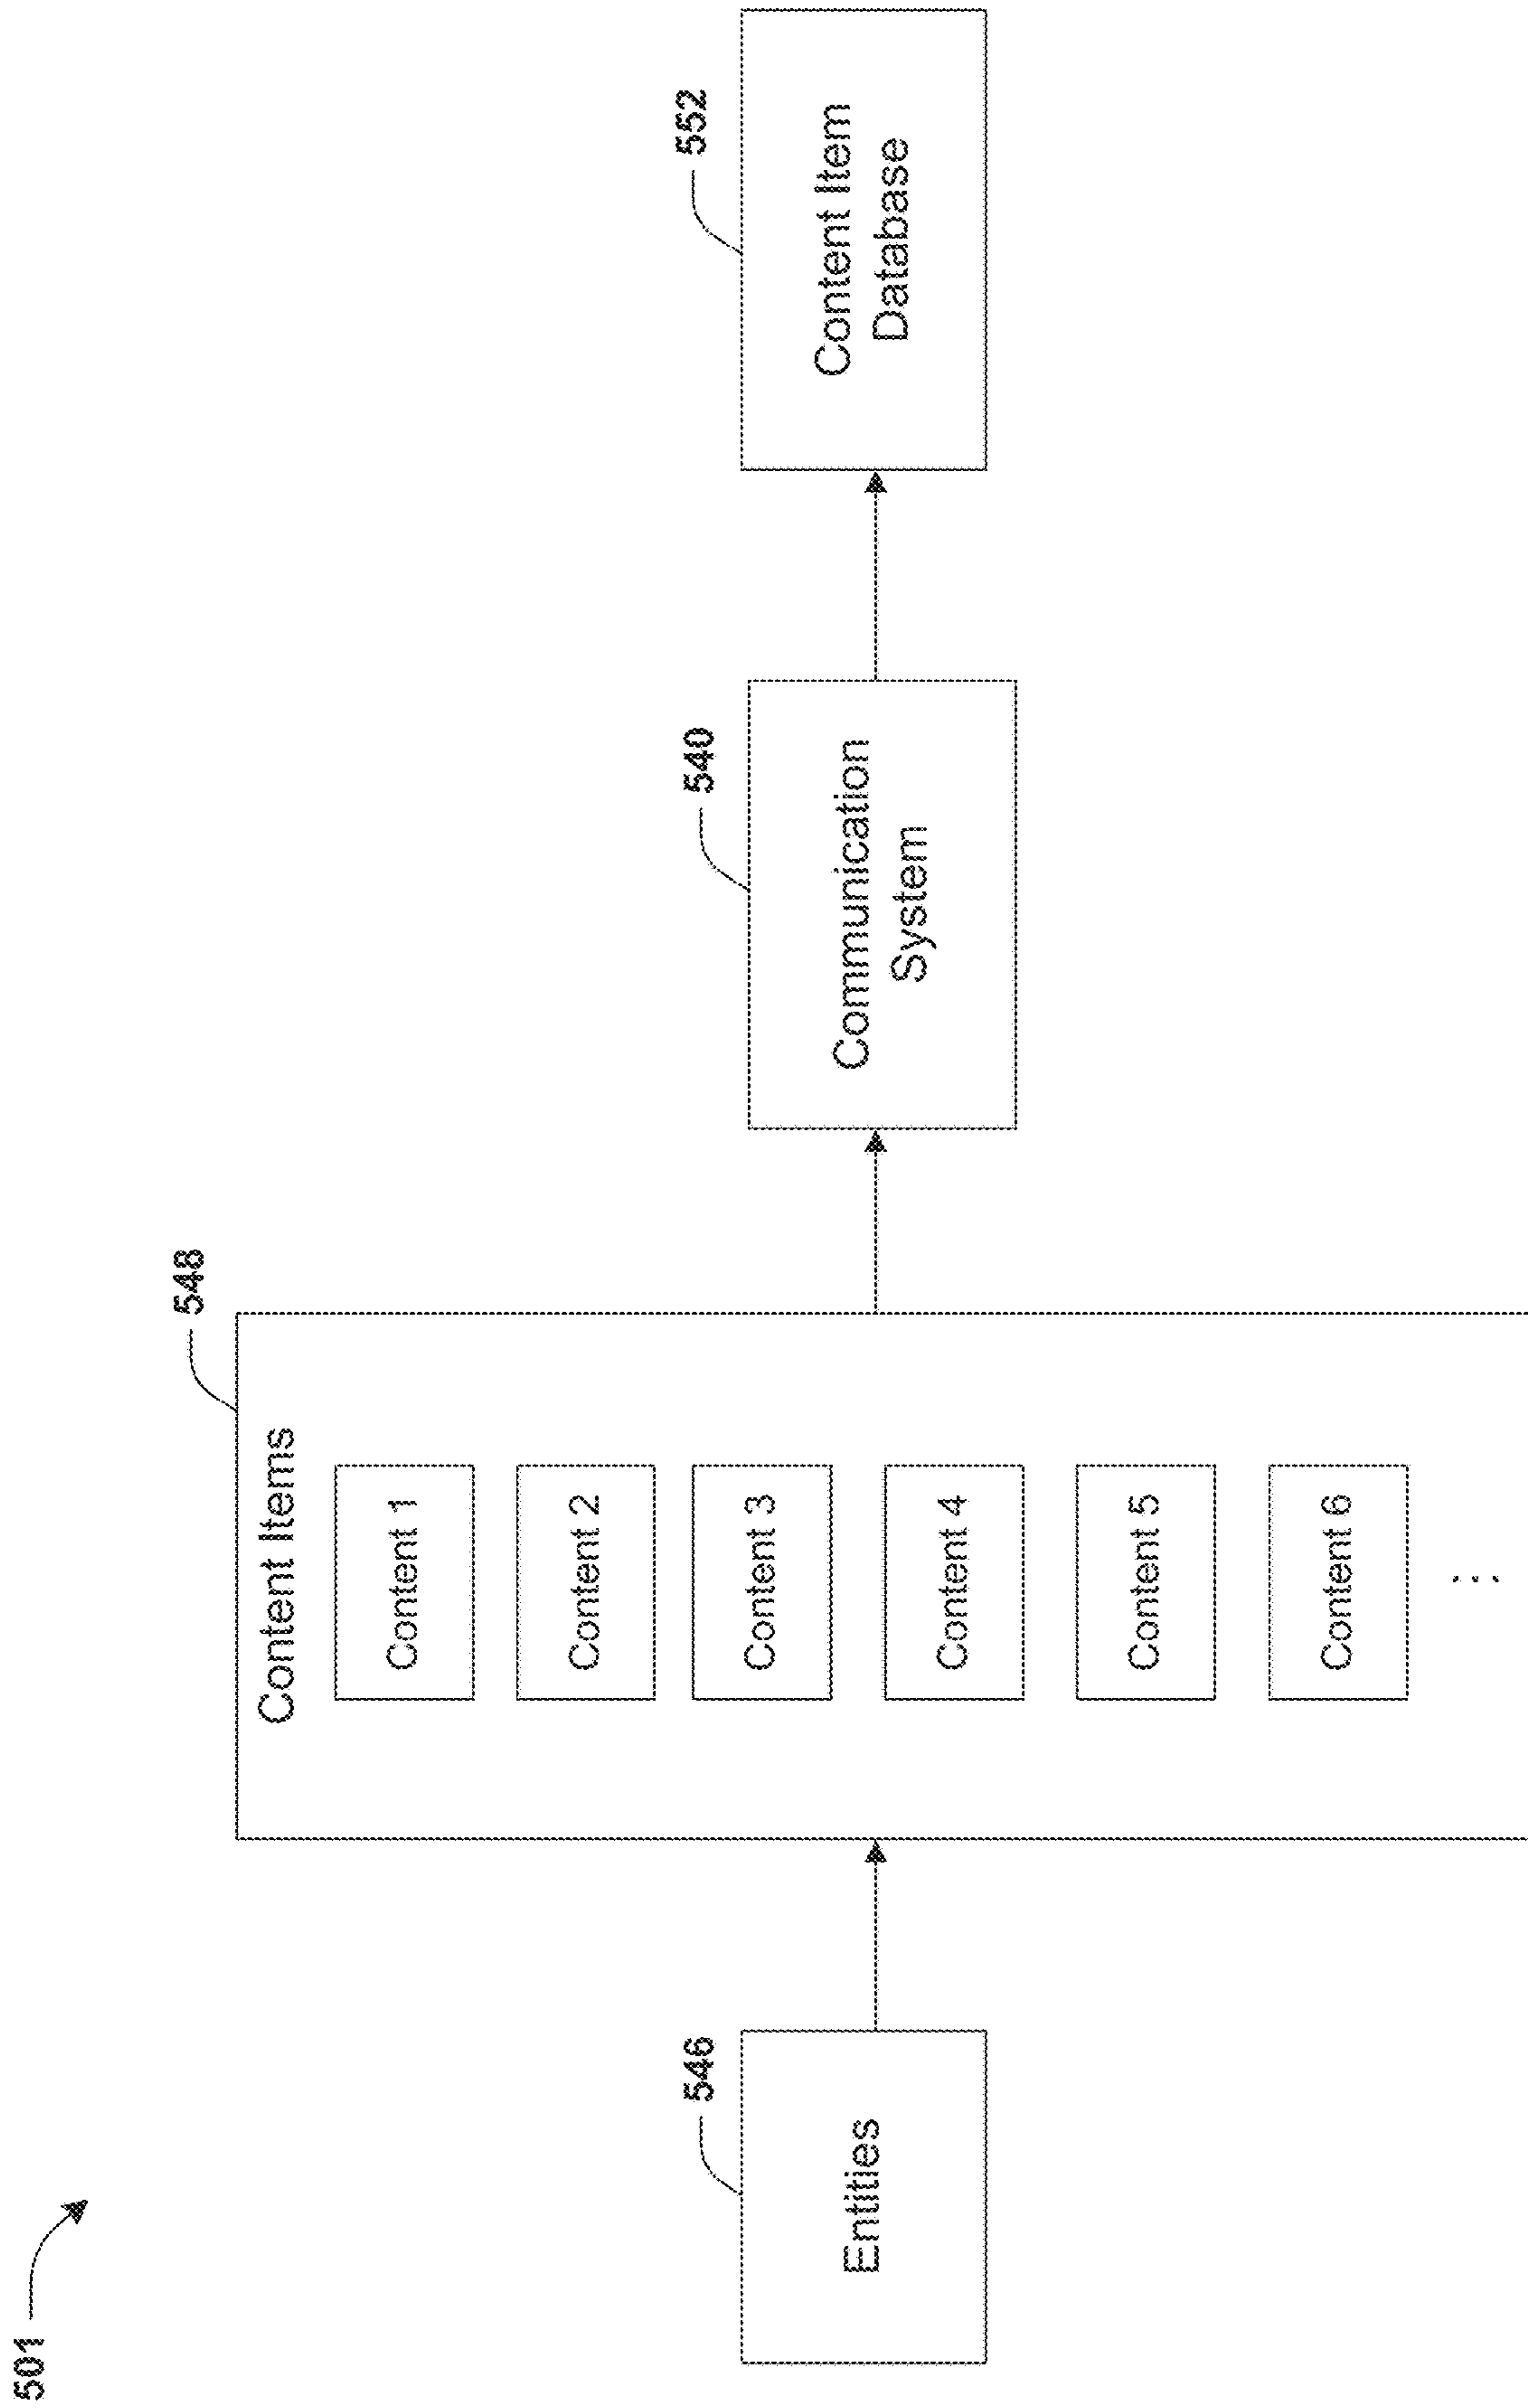 501
546
Entities
548
Content Items
Content 1
Content 2
Content 3
Content 4
Content 5
Content 6
...
540
Communication
System
552
Content Item
Database